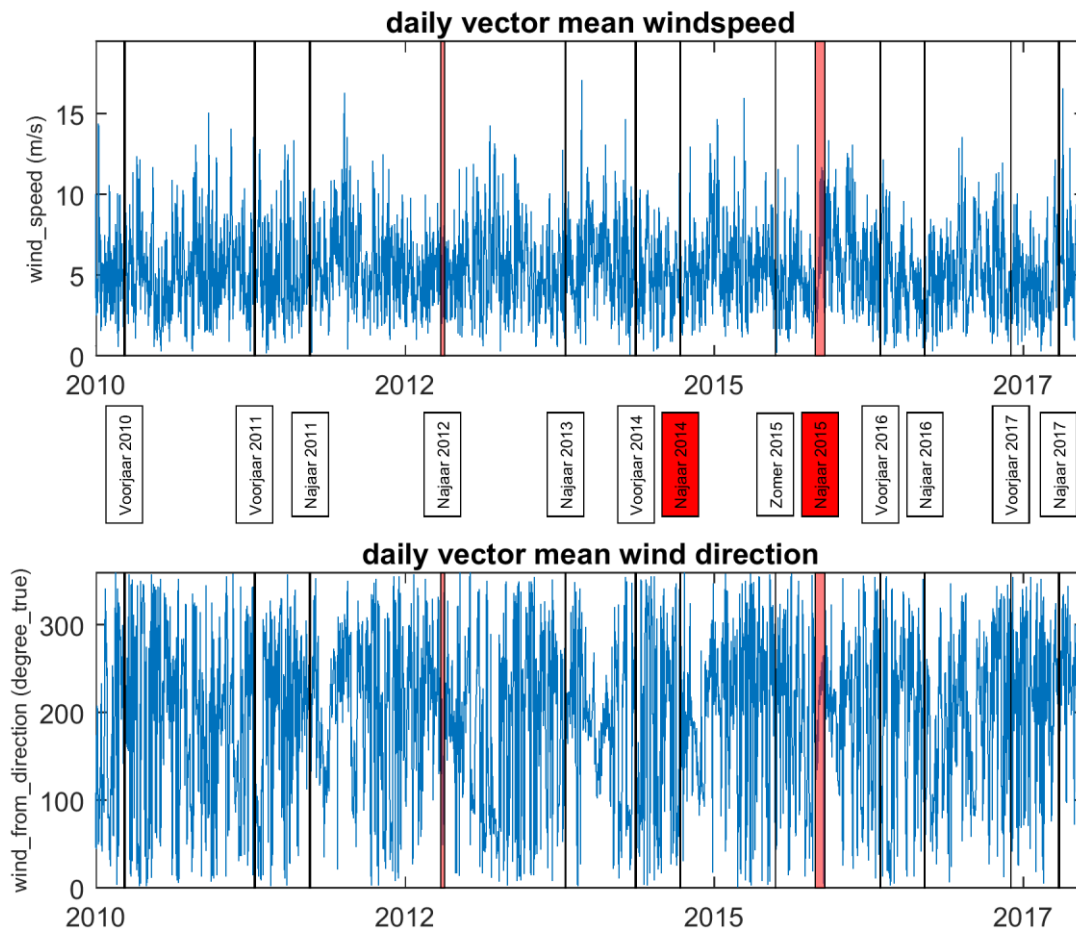 daily vector mean windspeed
wind_speed (m/s)
15
10
5
0
2010
2012
2015
2017
Voorjaar 2010
Voorjaar 2011
Najaar 2011
Najaar 2012
Najaar 2013
Voorjaar 2014
Najaar 2014
Zomer 2015
Najaar 2015
Voorjaar 2016
Najaar 2016
Voorjaar 2017
Najaar 2017
daily vector mean wind direction
wind_from_direction (degree_true)
300
200
100
0
2010
2012
2015
2017